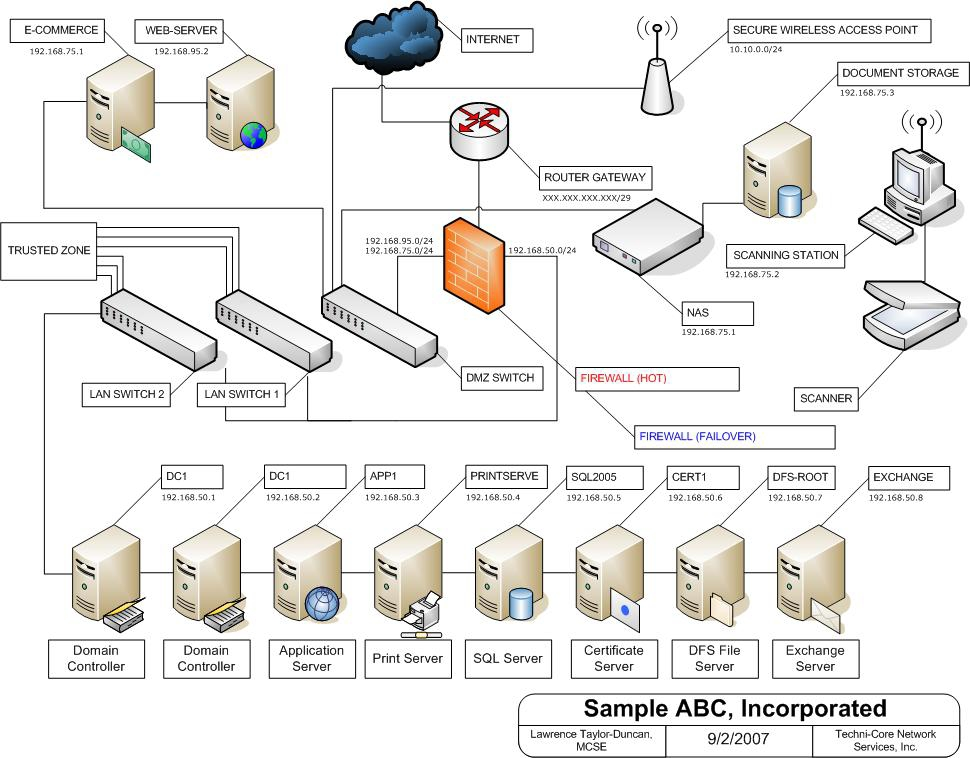 E-COMMERCE
192.168.75.1
WEB-SERVER
192.168.95.2
INTERNET
SECURE WIRELESS ACCESS POINT
10.10.0.0/24
DOCUMENT STORAGE
192.168.75.3
ROUTER GATEWAY
XXX.XXX.XXX.XXX/29
TRUSTED ZONE
192.168.95.0/24
192.168.75.0/24
192.168.50.0/24
SCANNING STATION
192.168.75.2
NAS
192.168.75.1
LAN SWITCH 2
LAN SWITCH 1
DMZ SWITCH
FIREWALL (HOT)
SCANNER
FIREWALL (FAILOVER)
DC1
192.168.50.1
DC1
192.168.50.2
APP1
192.168.50.3
PRINTSERVE
192.168.50.4
SQL2005
192.168.50.5
CERT1
192.168.50.6
DFS-ROOT
192.168.50.7
EXCHANGE
192.168.50.8
Domain
Controller
Domain
Controller
Application
Server
Print Server
SQL Server
Certificate
Server
DFS File
Server
Exchange
Server
Sample ABC, Incorporated
Lawrence Taylor-Duncan,
MCSE
9/2/2007
Techni-Core Network
Services, Inc.